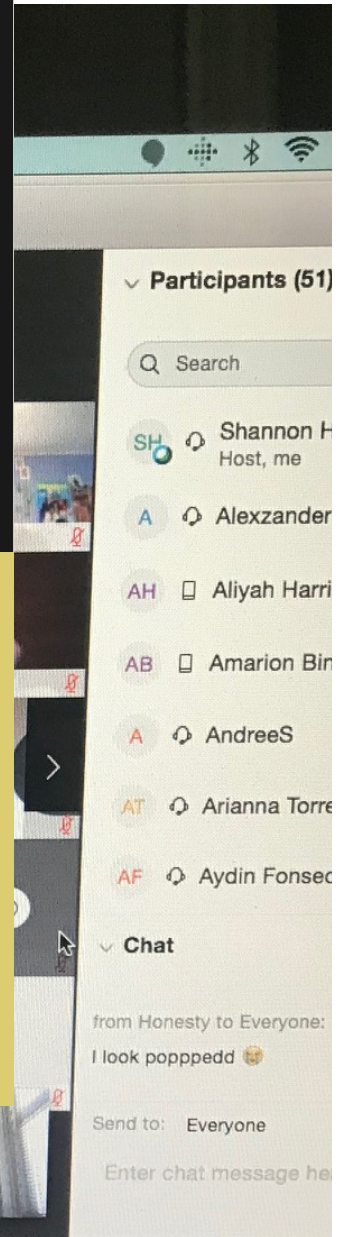 Participants (51)
Search
SH Shannon H
Host, me
A Alexzander
AH Aliyah Harri
AB Amarion Bin
A AndreeS
AT Arianna Torre
AF Aydin Fonsec
Chat
from Honesty to Everyone:
I look popppedd 😭
Send to: Everyone
Enter chat message he